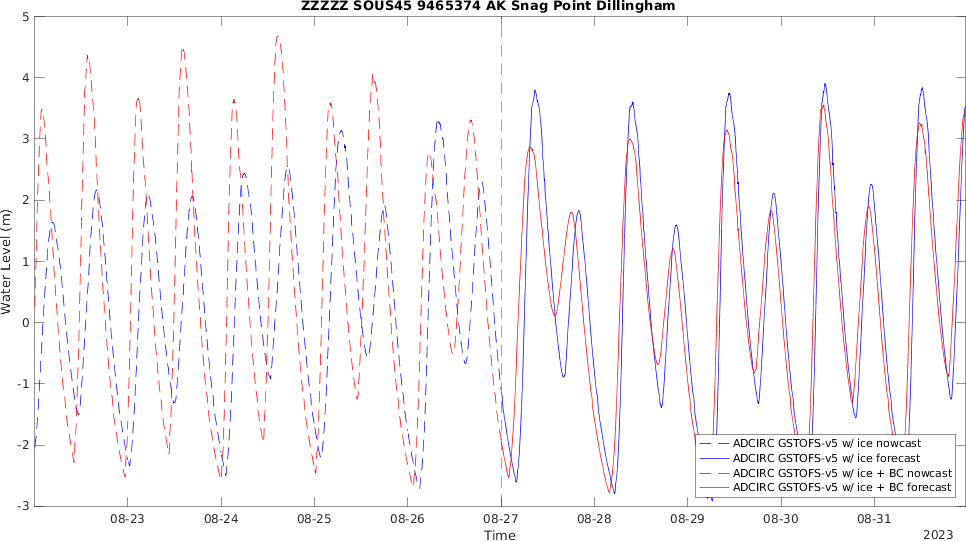 ZZZZZ SOUS45 9465374 AK Snag Point Dillingham
Water Level (m)
5
4
3
2
1
0
-1
-2
-3
08-23
08-24
08-25
08-26
08-27
08-28
08-29
08-30
08-31
Time
2023
ADCIRC GSTOFS-v5 w/ ice nowcast
ADCIRC GSTOFS-v5 w/ ice forecast
ADCIRC GSTOFS-v5 w/ ice + BC nowcast
ADCIRC GSTOFS-v5 w/ ice + BC forecast